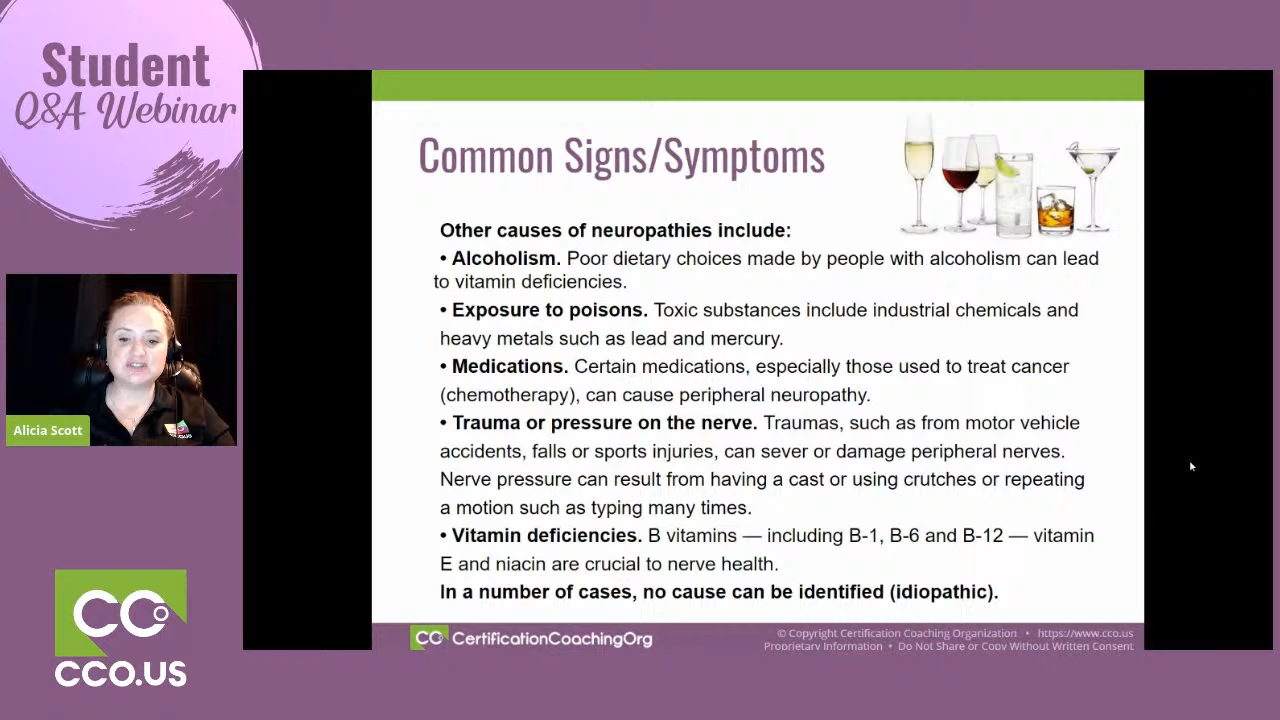 Student
Q&A Webinar
Common Signs/Symptoms
Other causes of neuropathies include:
• Alcoholism. Poor dietary choices made by people with alcoholism can lead
to vitamin deficiencies.
• Exposure to poisons. Toxic substances include industrial chemicals and
heavy metals such as lead and mercury.
• Medications. Certain medications, especially those used to treat cancer
(chemotherapy), can cause peripheral neuropathy.
• Trauma or pressure on the nerve. Traumas, such as from motor vehicle
accidents, falls or sports injuries, can sever or damage peripheral nerves.
Nerve pressure can result from having a cast or using crutches or repeating
a motion such as typing many times.
• Vitamin deficiencies. B vitamins — including B-1, B-6 and B-12 — vitamin
E and niacin are crucial to nerve health.
In a number of cases, no cause can be identified (idiopathic).
CCO CertificationCoachingOrg
© Copyright Certification Coaching Organization • https://www.cco.us
Proprietary Information • Do Not Share or Copy Without Written Consent
Alicia Scott
CCO
CCO.US